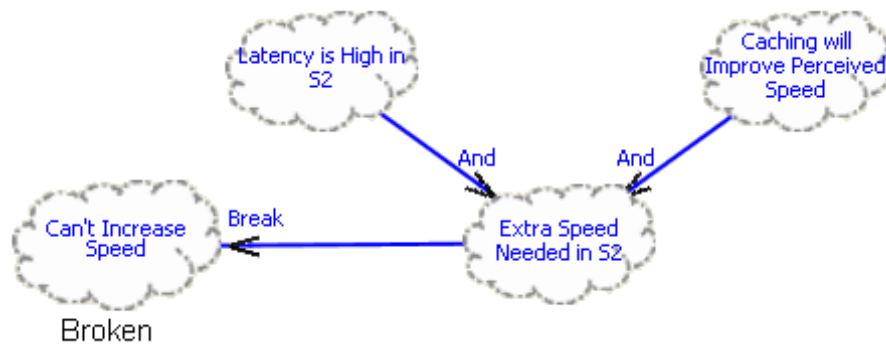 Latency is High in
S2
Caching will
Improve Perceived
Speed
And
And
Can't Increase
Speed
Break
Extra Speed
Needed in S2
Broken